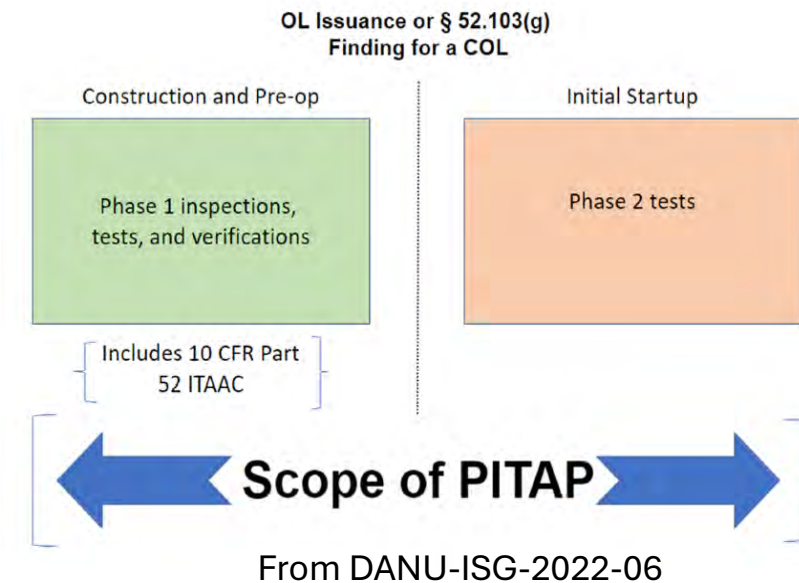 OL Issuance or § 52.103(g)
Finding for a COL
Construction and Pre-op
Initial Startup
Phase 1 inspections,
tests, and verifications
Phase 2 tests
Includes 10 CFR Part
52 ITAAC
Scope of PITAP
From DANU-ISG-2022-06